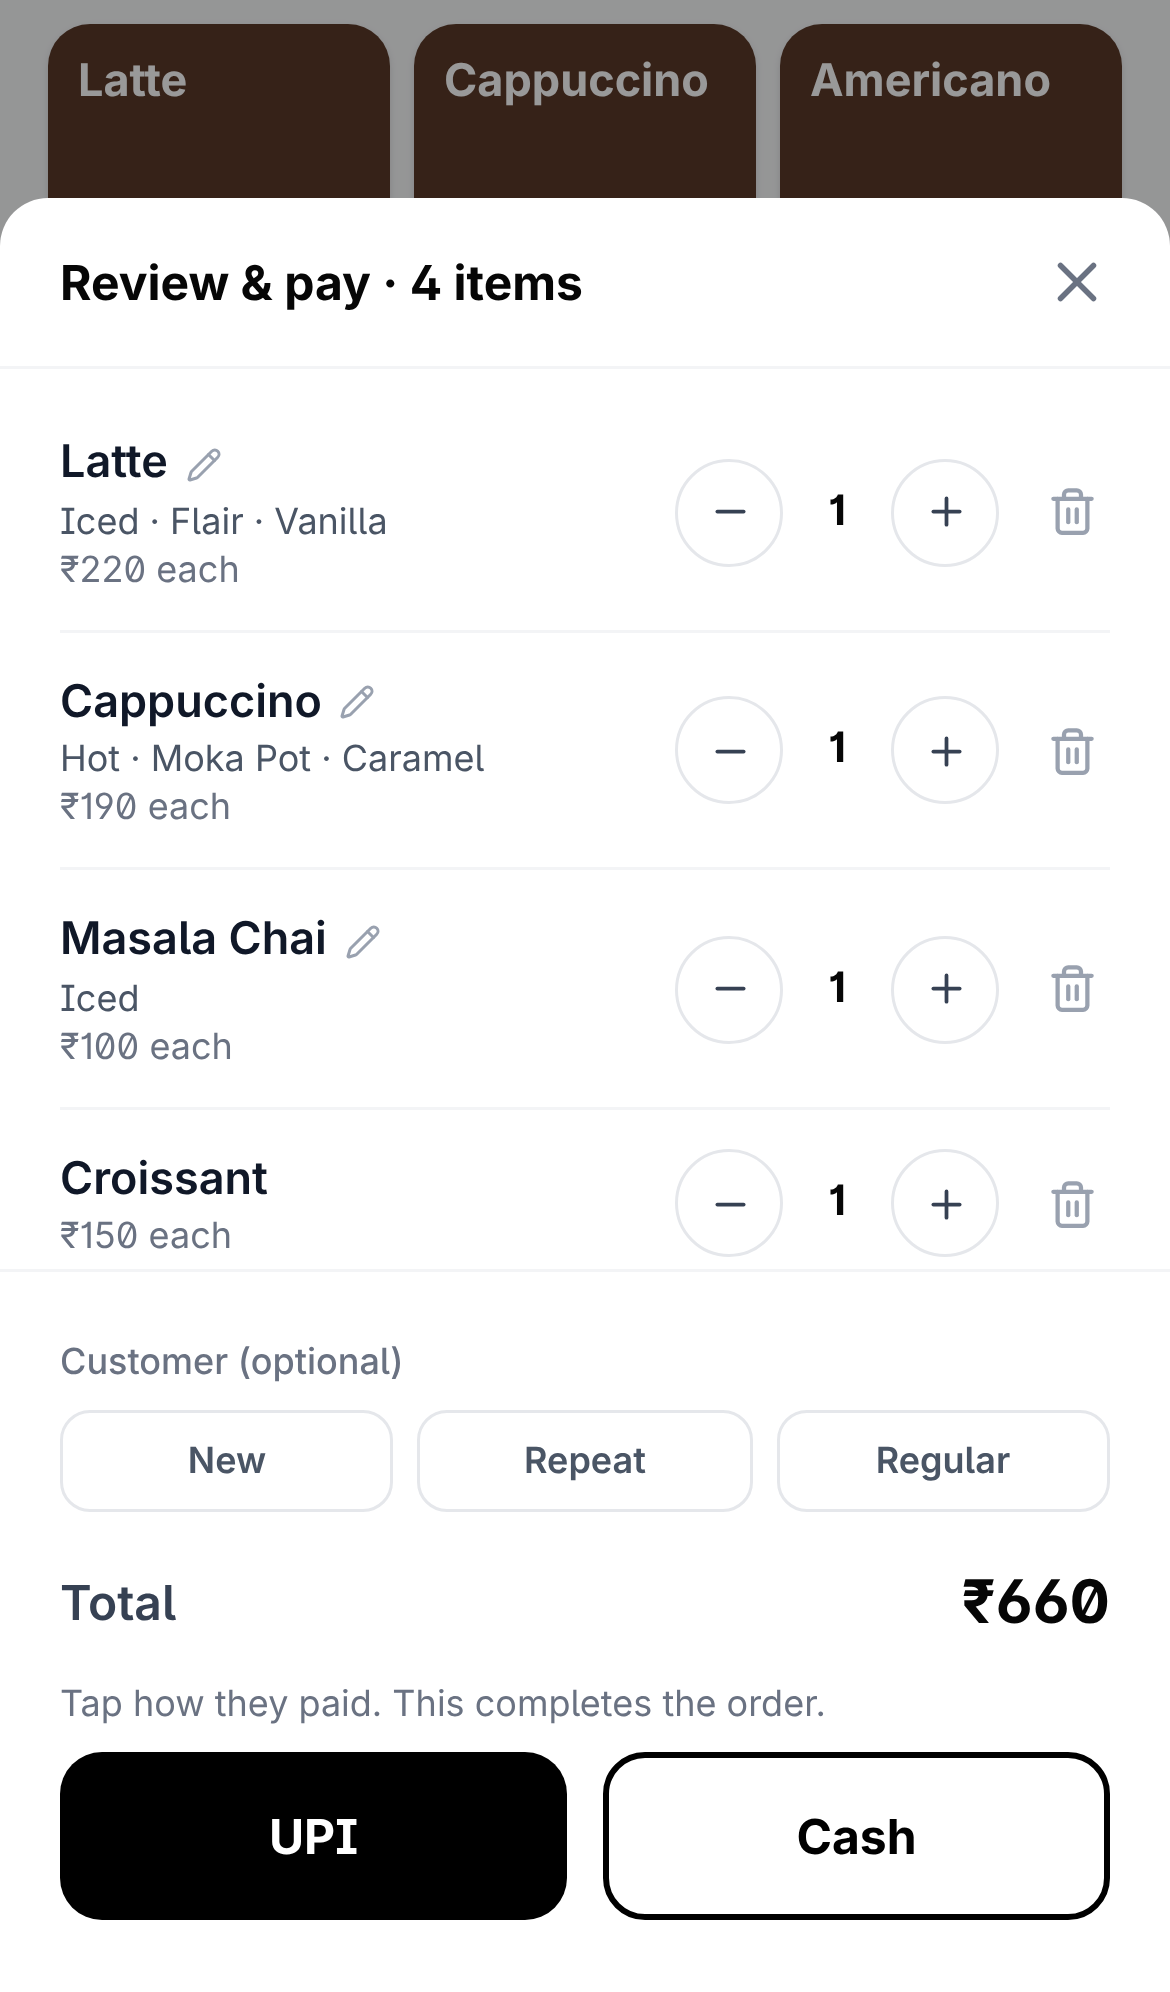 Latte
Cappuccino
Americano
Review & pay · 4 items
Latte
Iced · Flair · Vanilla
₹220 each
1
Cappuccino
Hot · Moka Pot · Caramel
₹190 each
1
Masala Chai
Iced
₹100 each
1
Croissant
₹150 each
1
Customer (optional)
New
Repeat
Regular
Total
₹660
Tap how they paid. This completes the order.
UPI
Cash